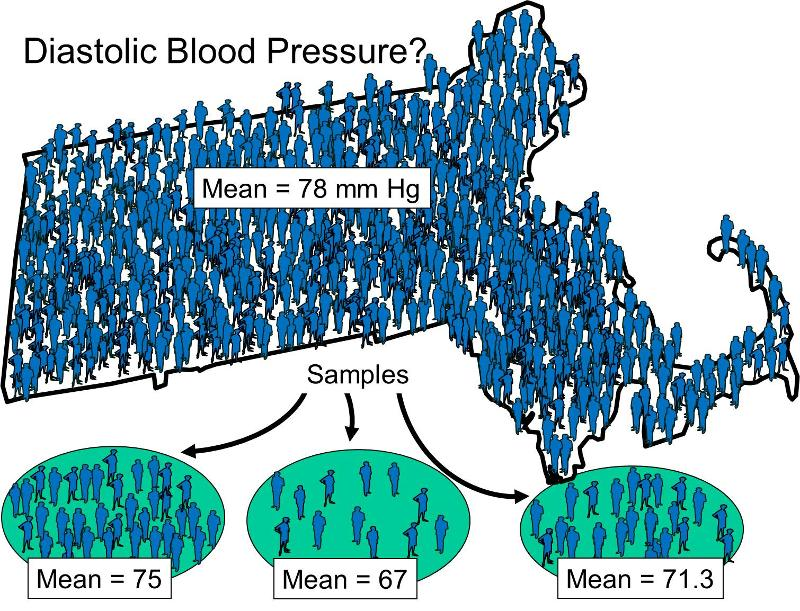 Diastolic Blood Pressure?
Mean = 78 mm Hg
Samples
Mean = 75
Mean = 67
Mean = 71.3